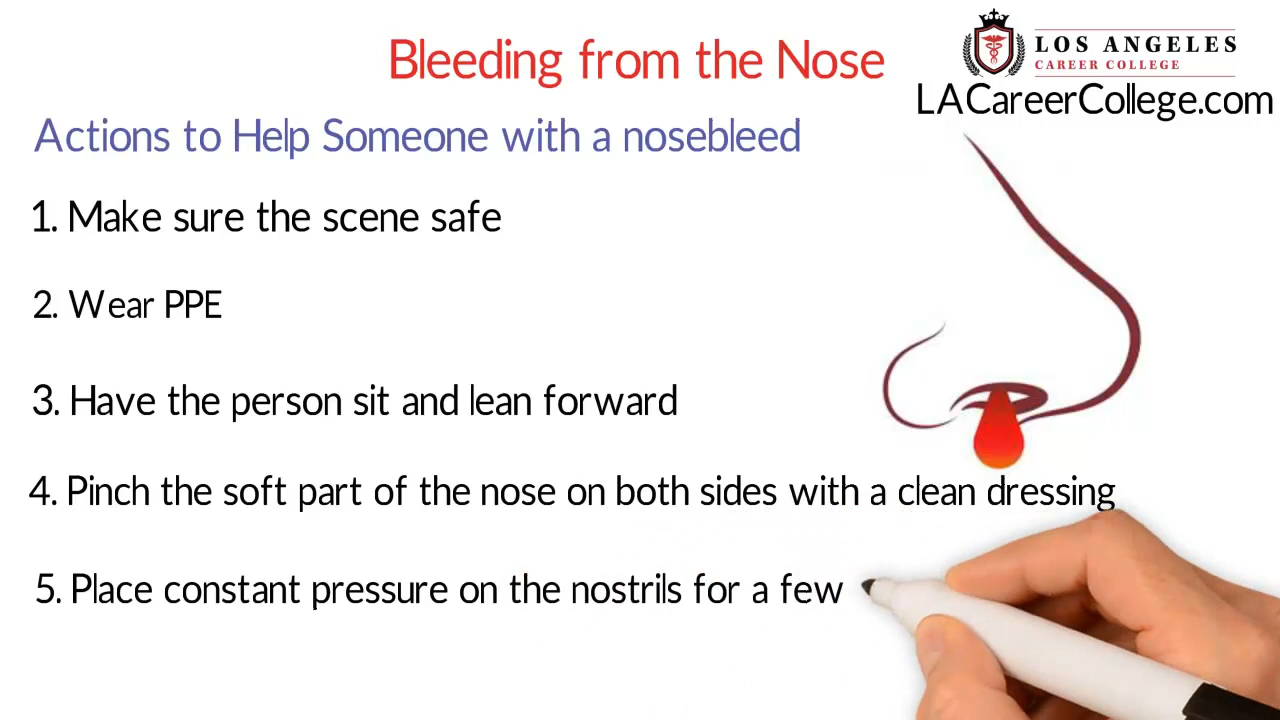 Bleeding from the Nose
LOS ANGELES
CAREER COLLEGE
LACareerCollege.com
Actions to Help Someone with a nosebleed
1. Make sure the scene safe
2. Wear PPE
3. Have the person sit and lean forward
4. Pinch the soft part of the nose on both sides with a clean dressing
5. Place constant pressure on the nostrils for a few